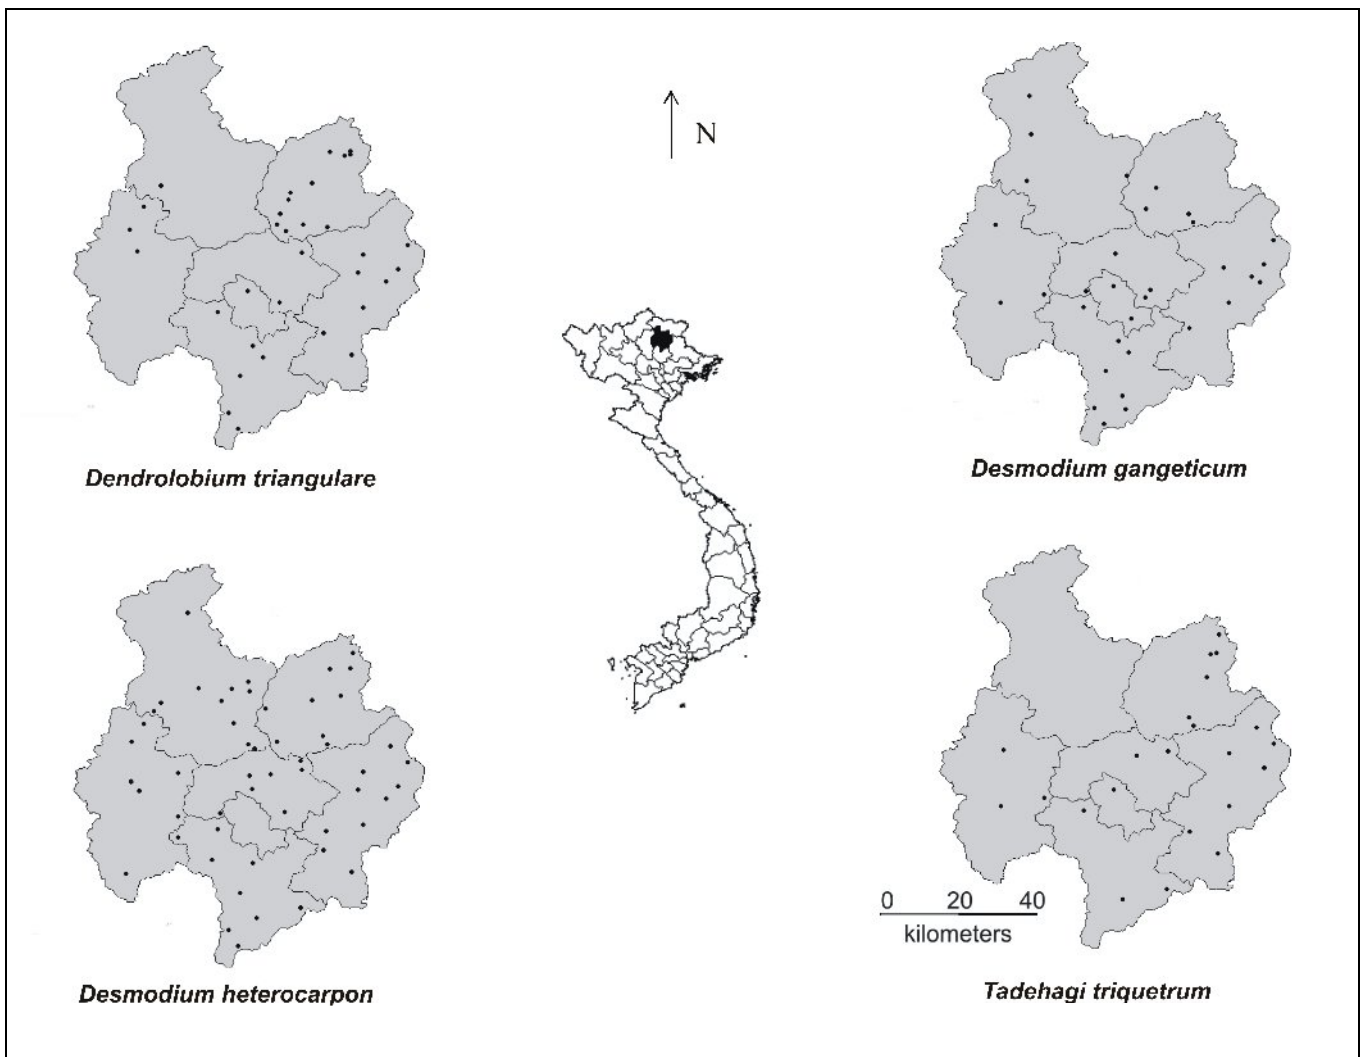 N
Dendrolobium triangulare
Desmodium gangeticum
0 20 40
kilometers
Desmodium heterocarpon
Tadehagi triquetrum